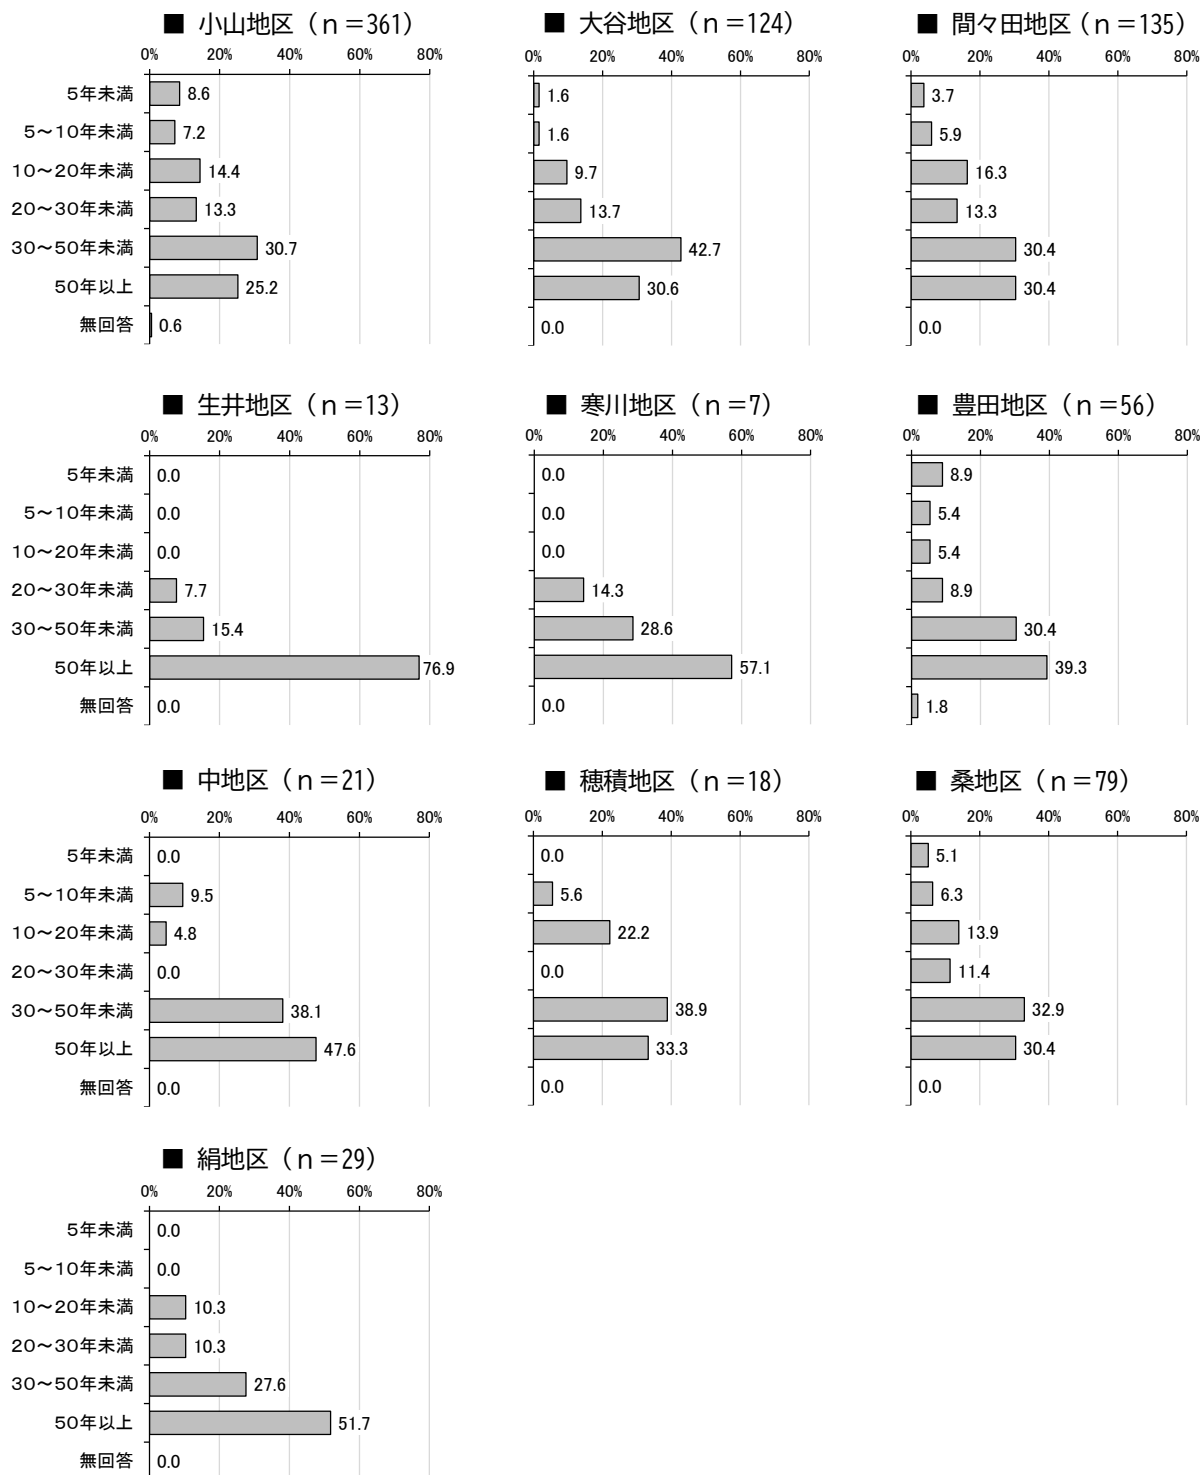 ■ 小山地区（ｎ＝361）
0% 20% 40% 60% 80%
5年未満 8.6
5～10年未満 7.2
10～20年未満 14.4
20～30年未満 13.3
30～50年未満 30.7
50年以上 25.2
無回答 0.6
■ 大谷地区（ｎ＝124）
0% 20% 40% 60% 80%
1.6
1.6
9.7
13.7
42.7
30.6
0.0
■ 間々田地区（ｎ＝135）
0% 20% 40% 60% 80%
3.7
5.9
16.3
13.3
30.4
30.4
0.0
■ 生井地区（ｎ＝13）
0% 20% 40% 60% 80%
5年未満 0.0
5～10年未満 0.0
10～20年未満 0.0
20～30年未満 7.7
30～50年未満 15.4
50年以上 76.9
無回答 0.0
■ 寒川地区（ｎ＝7）
0% 20% 40% 60% 80%
0.0
0.0
0.0
14.3
28.6
57.1
0.0
■ 豊田地区（ｎ＝56）
0% 20% 40% 60% 80%
8.9
5.4
5.4
8.9
30.4
39.3
1.8
■ 中地区（ｎ＝21）
0% 20% 40% 60% 80%
5年未満 0.0
5～10年未満 9.5
10～20年未満 4.8
20～30年未満 0.0
30～50年未満 38.1
50年以上 47.6
無回答 0.0
■ 穂積地区（ｎ＝18）
0% 20% 40% 60% 80%
0.0
5.6
22.2
0.0
38.9
33.3
0.0
■ 桑地区（ｎ＝79）
0% 20% 40% 60% 80%
5.1
6.3
13.9
11.4
32.9
30.4
0.0
■ 絹地区（ｎ＝29）
0% 20% 40% 60% 80%
5年未満 0.0
5～10年未満 0.0
10～20年未満 10.3
20～30年未満 10.3
30～50年未満 27.6
50年以上 51.7
無回答 0.0